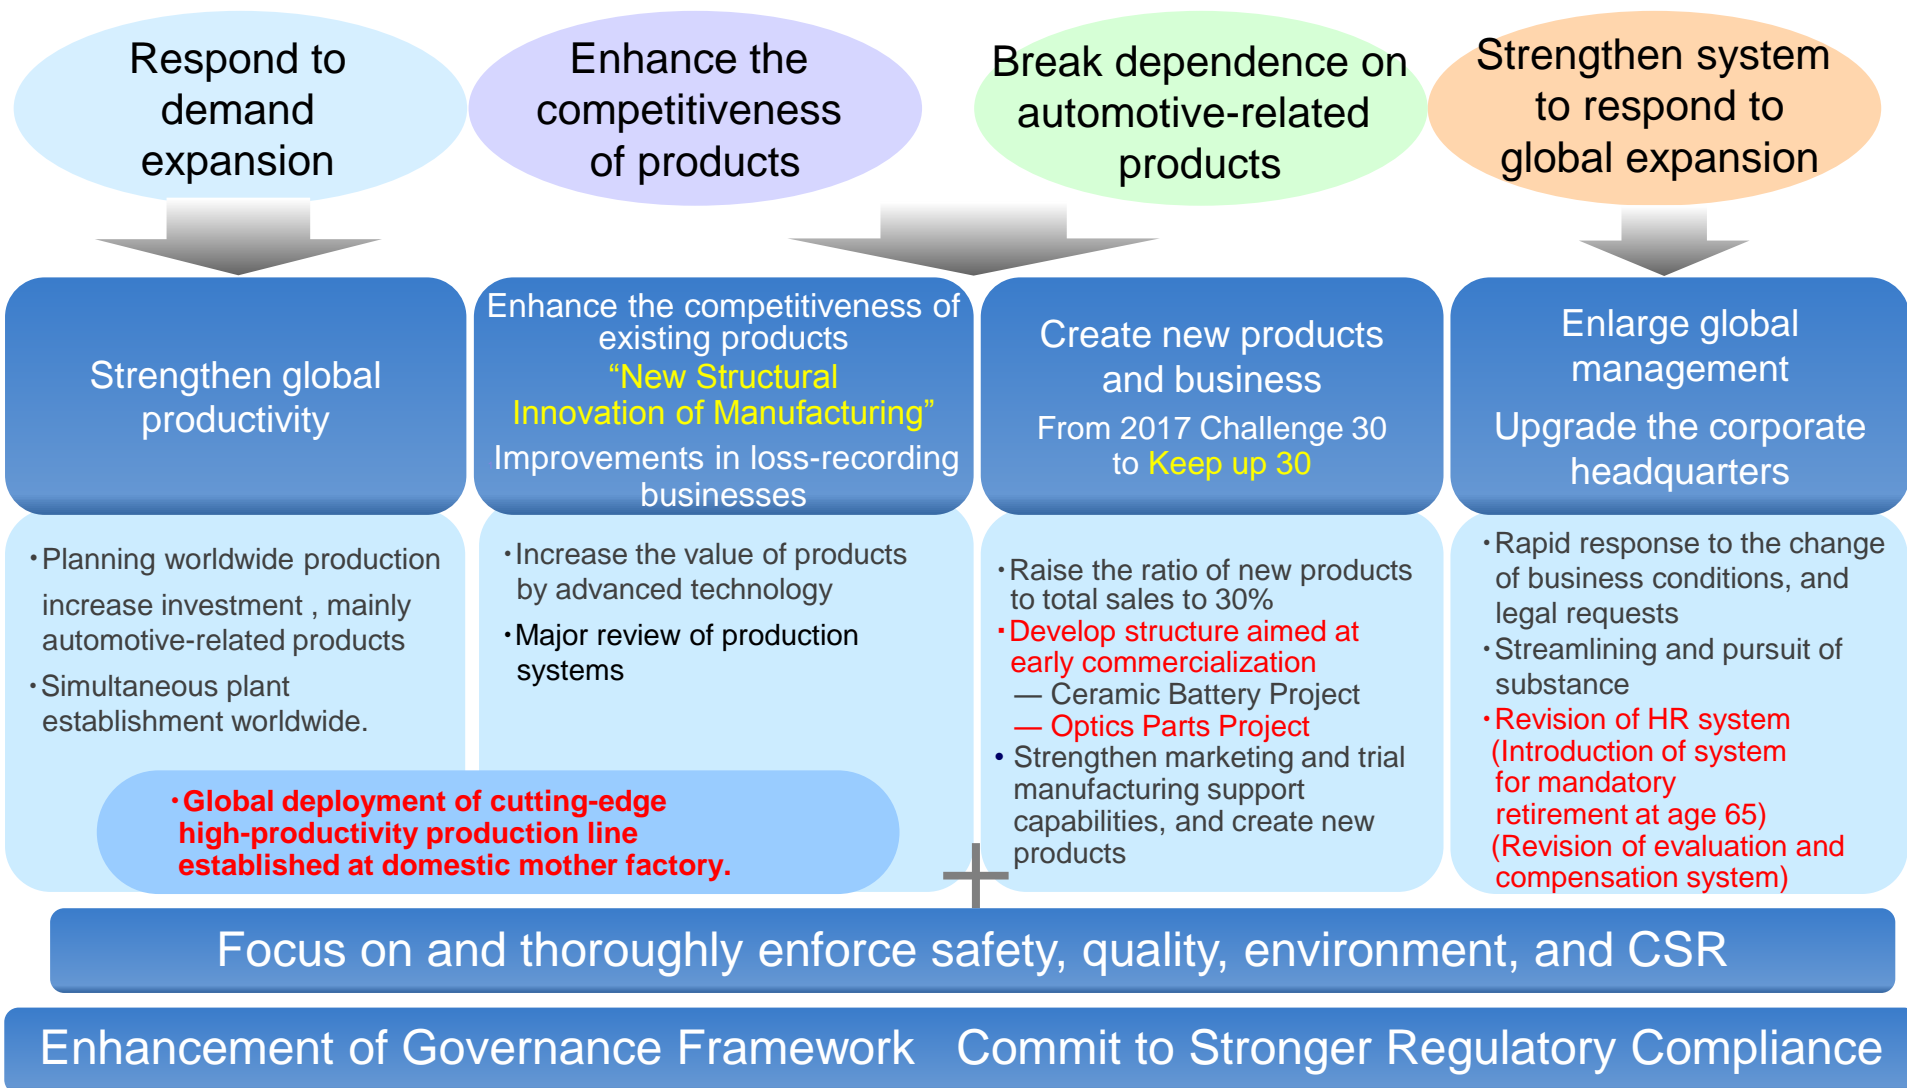 Respond to
demand
expansion
Enhance the
competitiveness
of products
Break dependence on
automotive-related
products
Strengthen system
to respond to
global expansion
Strengthen global
productivity
Enhance the competitiveness of
existing products
“New Structural
Innovation of Manufacturing”
Improvements in loss-recording
businesses
Create new products
and business
From 2017 Challenge 30
to Keep up 30
Enlarge global
management
Upgrade the corporate
headquarters
・Planning worldwide production
increase investment , mainly
automotive-related products
・Simultaneous plant
establishment worldwide.
・Increase the value of products
by advanced technology
・Major review of production
systems
・Global deployment of cutting-edge
high-productivity production line
established at domestic mother factory.
・Raise the ratio of new products
to total sales to 30%
・Develop structure aimed at
early commercialization
— Ceramic Battery Project
— Optics Parts Project
• Strengthen marketing and trial
manufacturing support
capabilities, and create new
products
・Rapid response to the change
of business conditions, and
legal requests
・Streamlining and pursuit of
substance
・Revision of HR system
(Introduction of system
for mandatory
retirement at age 65)
(Revision of evaluation and
compensation system)
Focus on and thoroughly enforce safety, quality, environment, and CSR
Enhancement of Governance Framework Commit to Stronger Regulatory Compliance